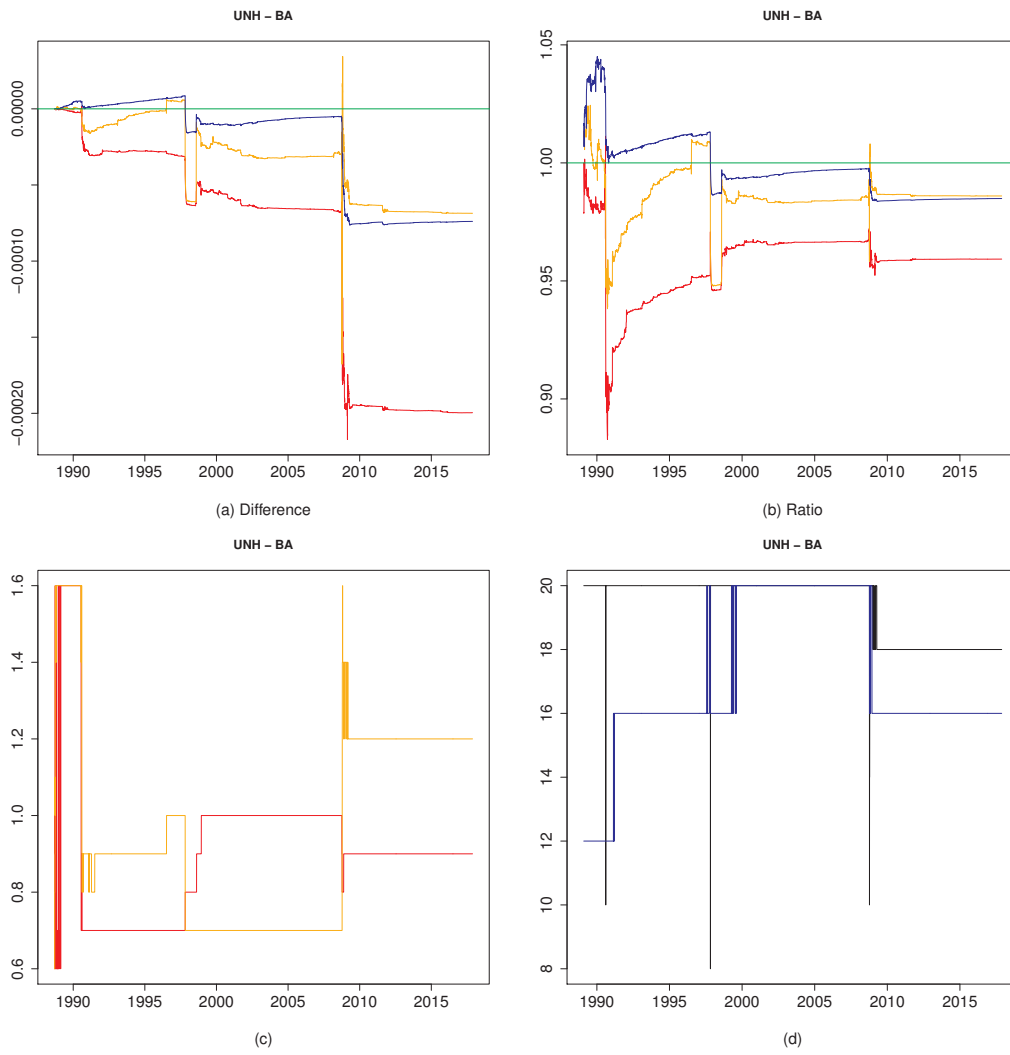 UNH – BA
0.00000
−0.00010
−0.00020
1990 1995 2000 2005 2010 2015
(a) Difference
UNH – BA
1.05
1.00
0.95
0.90
1990 1995 2000 2005 2010 2015
(b) Ratio
UNH – BA
1.6
1.4
1.2
1.0
0.8
0.6
1990 1995 2000 2005 2010 2015
(c)
UNH – BA
20
18
16
14
12
10
8
1990 1995 2000 2005 2010 2015
(d)